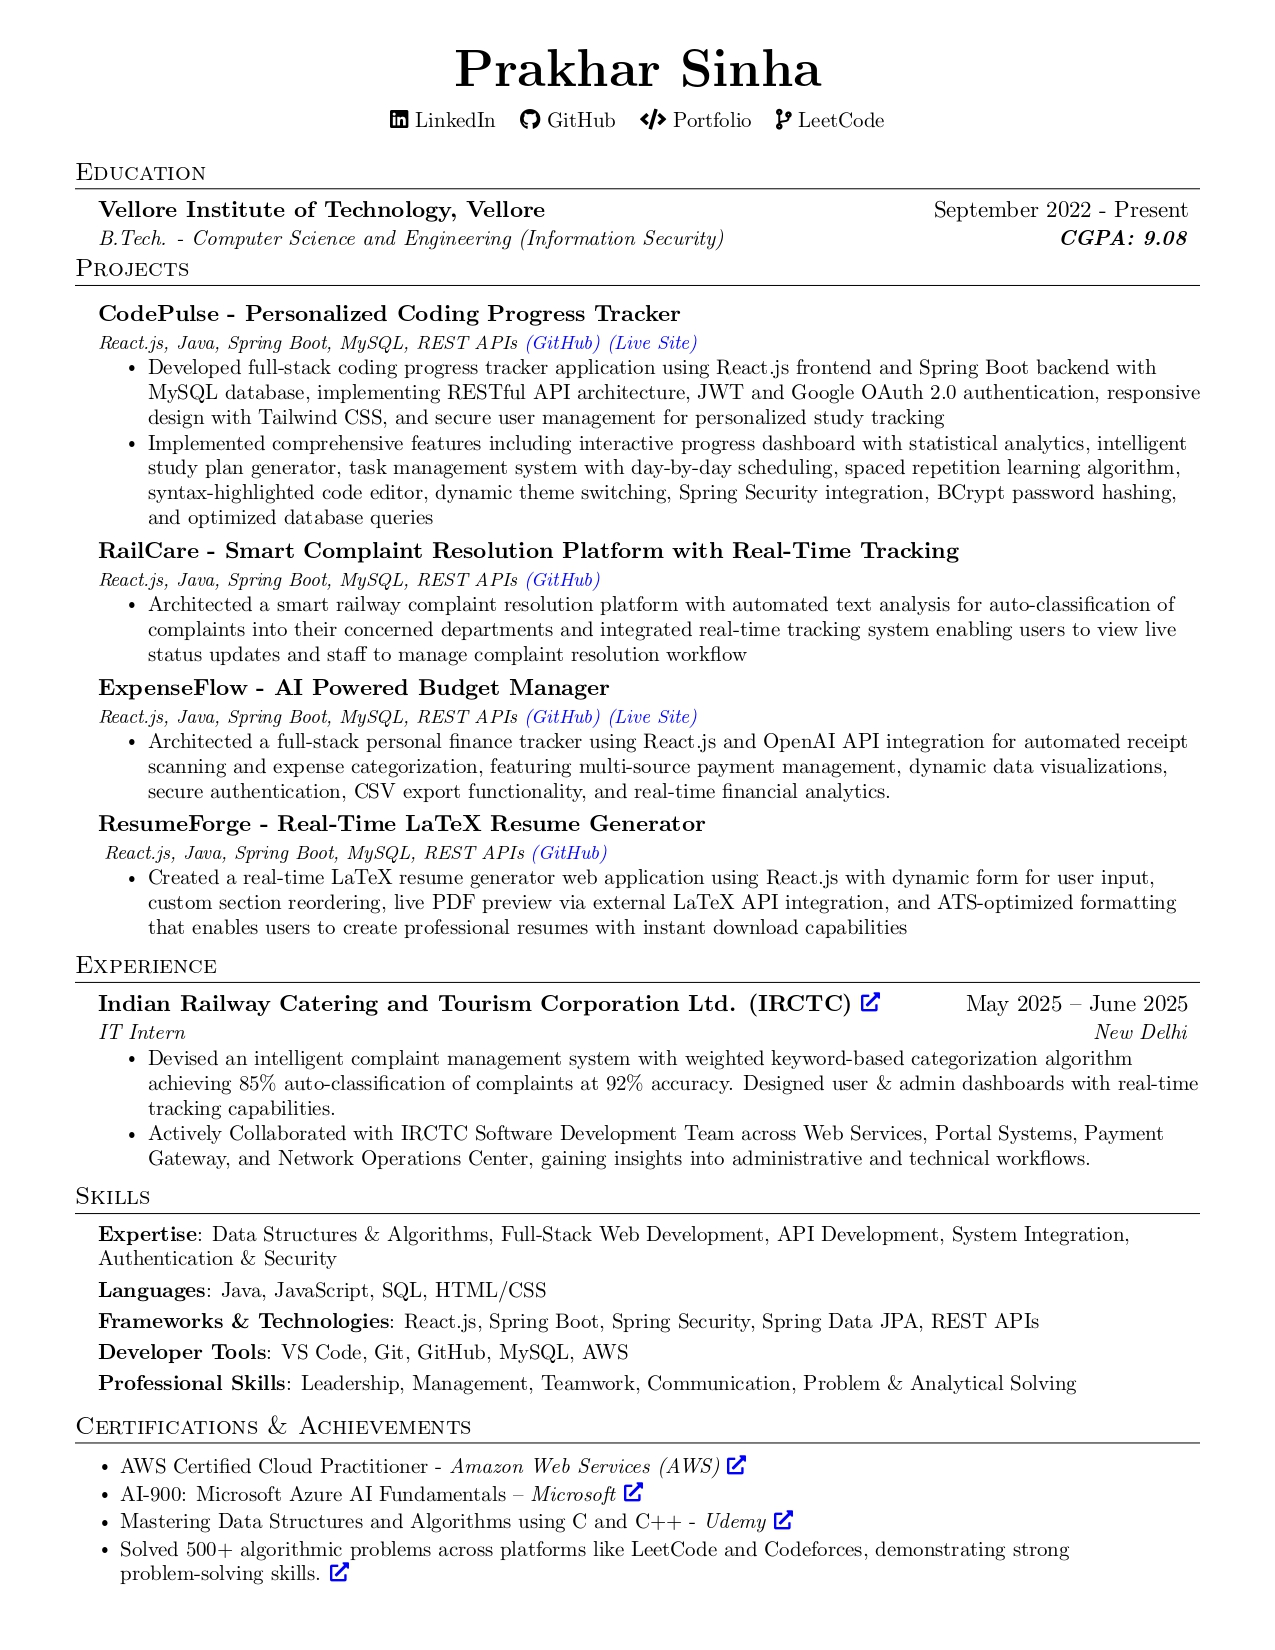 Prakhar Sinha
LinkedIn GitHub Portfolio LeetCode
Education
Vellore Institute of Technology, Vellore September 2022 - Present
B.Tech. - Computer Science and Engineering (Information Security) CGPA: 9.08
Projects
CodePulse - Personalized Coding Progress Tracker
React.js, Java, Spring Boot, MySQL, REST APIs (GitHub) (Live Site)
• Developed full-stack coding progress tracker application using React.js frontend and Spring Boot backend with
MySQL database, implementing RESTful API architecture, JWT and Google OAuth 2.0 authentication, responsive
design with Tailwind CSS, and secure user management for personalized study tracking
• Implemented comprehensive features including interactive progress dashboard with statistical analytics, intelligent
study plan generator, task management system with day-by-day scheduling, spaced repetition learning algorithm,
syntax-highlighted code editor, dynamic theme switching, Spring Security integration, BCrypt password hashing,
and optimized database queries
RailCare - Smart Complaint Resolution Platform with Real-Time Tracking
React.js, Java, Spring Boot, MySQL, REST APIs (GitHub)
• Architected a smart railway complaint resolution platform with automated text analysis for auto-classification of
complaints into their concerned departments and integrated real-time tracking system enabling users to view live
status updates and staff to manage complaint resolution workflow
ExpenseFlow - AI Powered Budget Manager
React.js, Java, Spring Boot, MySQL, REST APIs (GitHub) (Live Site)
• Architected a full-stack personal finance tracker using React.js and OpenAI API integration for automated receipt
scanning and expense categorization, featuring multi-source payment management, dynamic data visualizations,
secure authentication, CSV export functionality, and real-time financial analytics.
ResumeForge - Real-Time LaTeX Resume Generator
React.js, Java, Spring Boot, MySQL, REST APIs (GitHub)
• Created a real-time LaTeX resume generator web application using React.js with dynamic form for user input,
custom section reordering, live PDF preview via external LaTeX API integration, and ATS-optimized formatting
that enables users to create professional resumes with instant download capabilities
Experience
Indian Railway Catering and Tourism Corporation Ltd. (IRCTC) May 2025 – June 2025
IT Intern New Delhi
• Devised an intelligent complaint management system with weighted keyword-based categorization algorithm
achieving 85% auto-classification of complaints at 92% accuracy. Designed user & admin dashboards with real-time
tracking capabilities.
• Actively Collaborated with IRCTC Software Development Team across Web Services, Portal Systems, Payment
Gateway, and Network Operations Center, gaining insights into administrative and technical workflows.
Skills
Expertise: Data Structures & Algorithms, Full-Stack Web Development, API Development, System Integration,
Authentication & Security
Languages: Java, JavaScript, SQL, HTML/CSS
Frameworks & Technologies: React.js, Spring Boot, Spring Security, Spring Data JPA, REST APIs
Developer Tools: VS Code, Git, GitHub, MySQL, AWS
Professional Skills: Leadership, Management, Teamwork, Communication, Problem & Analytical Solving
Certifications & Achievements
• AWS Certified Cloud Practitioner - Amazon Web Services (AWS)
• AI-900: Microsoft Azure AI Fundamentals – Microsoft
• Mastering Data Structures and Algorithms using C and C++ - Udemy
• Solved 500+ algorithmic problems across platforms like LeetCode and Codeforces, demonstrating strong
problem-solving skills.